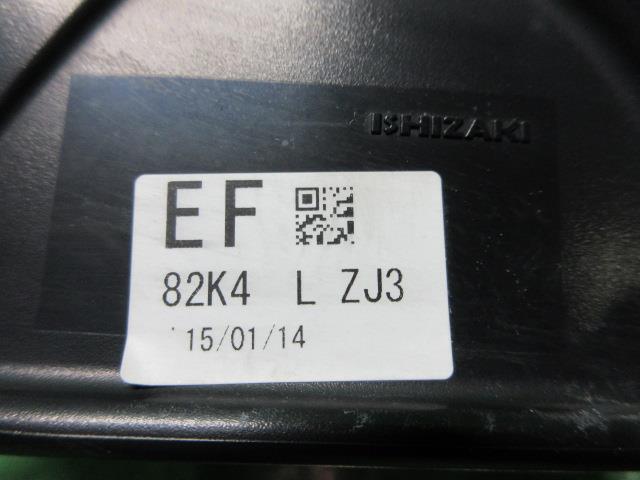 ISHIZAKI
EF
82K4 L ZJ3
'15/01/14